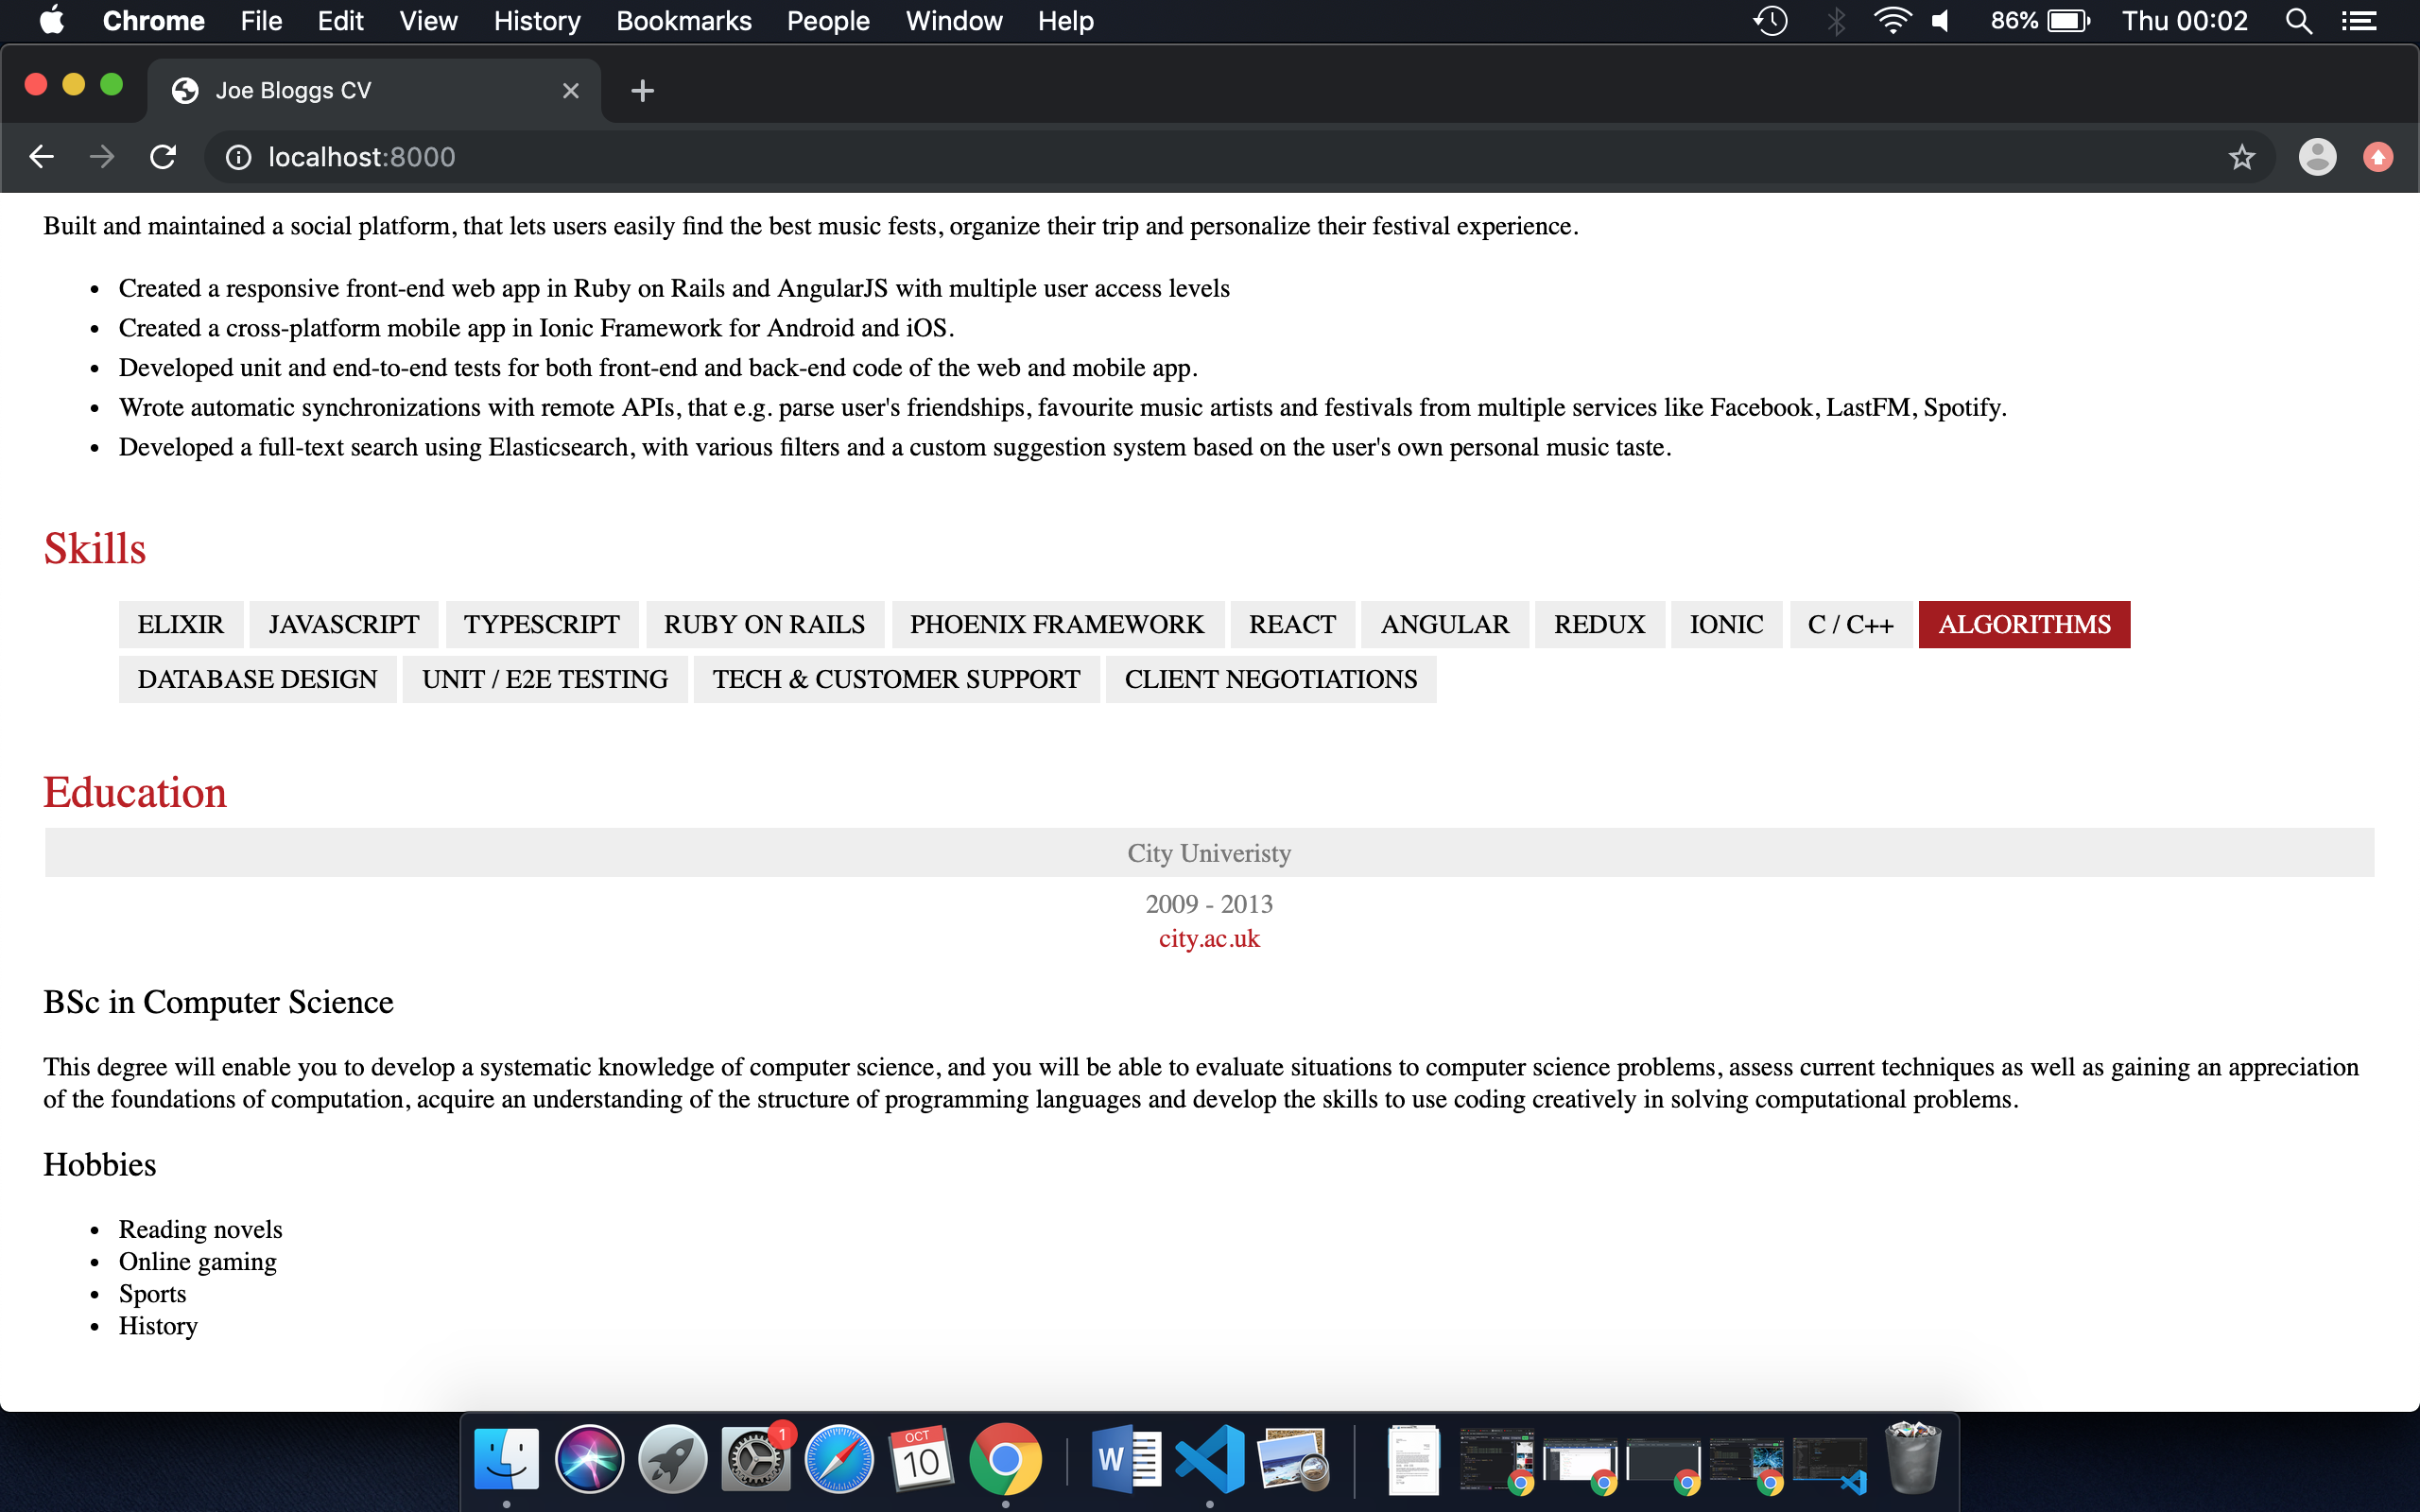 Chrome File Edit View History Bookmarks People Window Help 86% Thu 00:02
Joe Bloggs CV
localhost:8000
Built and maintained a social platform, that lets users easily find the best music fests, organize their trip and personalize their festival experience.
• Created a responsive front-end web app in Ruby on Rails and AngularJS with multiple user access levels
• Created a cross-platform mobile app in Ionic Framework for Android and iOS.
• Developed unit and end-to-end tests for both front-end and back-end code of the web and mobile app.
• Wrote automatic synchronizations with remote APIs, that e.g. parse user's friendships, favourite music artists and festivals from multiple services like Facebook, LastFM, Spotify.
• Developed a full-text search using Elasticsearch, with various filters and a custom suggestion system based on the user's own personal music taste.
Skills
ELIXIR JAVASCRIPT TYPESCRIPT RUBY ON RAILS PHOENIX FRAMEWORK REACT ANGULAR REDUX IONIC C / C++ ALGORITHMS
DATABASE DESIGN UNIT / E2E TESTING TECH & CUSTOMER SUPPORT CLIENT NEGOTIATIONS
Education
City Univeristy
2009 - 2013
city.ac.uk
BSc in Computer Science
This degree will enable you to develop a systematic knowledge of computer science, and you will be able to evaluate situations to computer science problems, assess current techniques as well as gaining an appreciation
of the foundations of computation, acquire an understanding of the structure of programming languages and develop the skills to use coding creatively in solving computational problems.
Hobbies
• Reading novels
• Online gaming
• Sports
• History
1
OCT
10
W